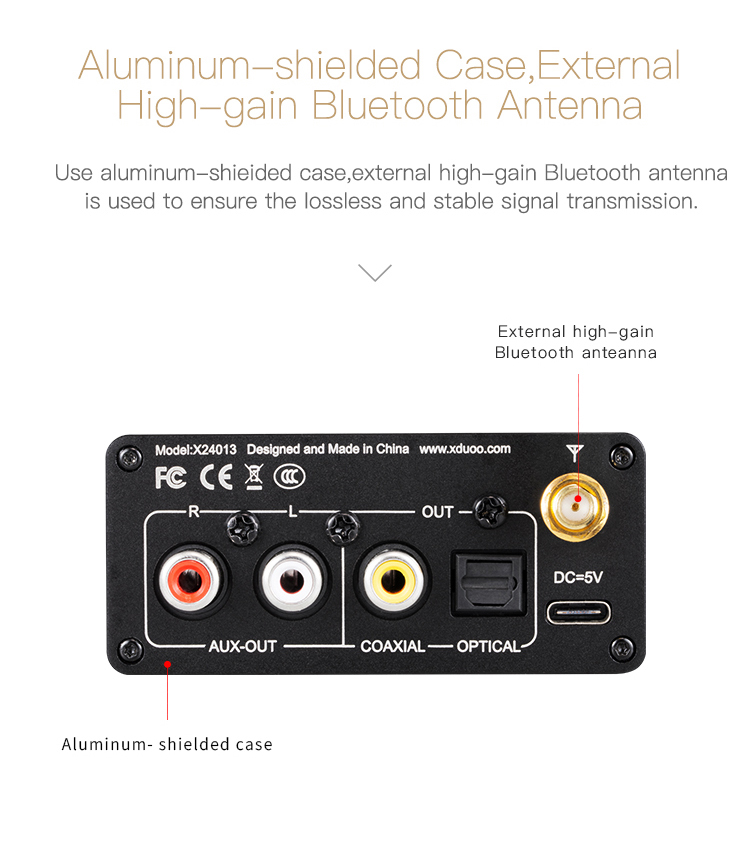 Aluminum-shielded Case,External
High-gain Bluetooth Antenna
Use aluminum-shieided case,external high-gain Bluetooth antenna
is used to ensure the lossless and stable signal transmission.
External high-gain
Bluetooth anteanna
Model:X24013 Designed and Made in China www.xduoo.com
FC CE CCC
R L OUT
DC=5V
AUX-OUT COAXIAL OPTICAL
Aluminum- shielded case